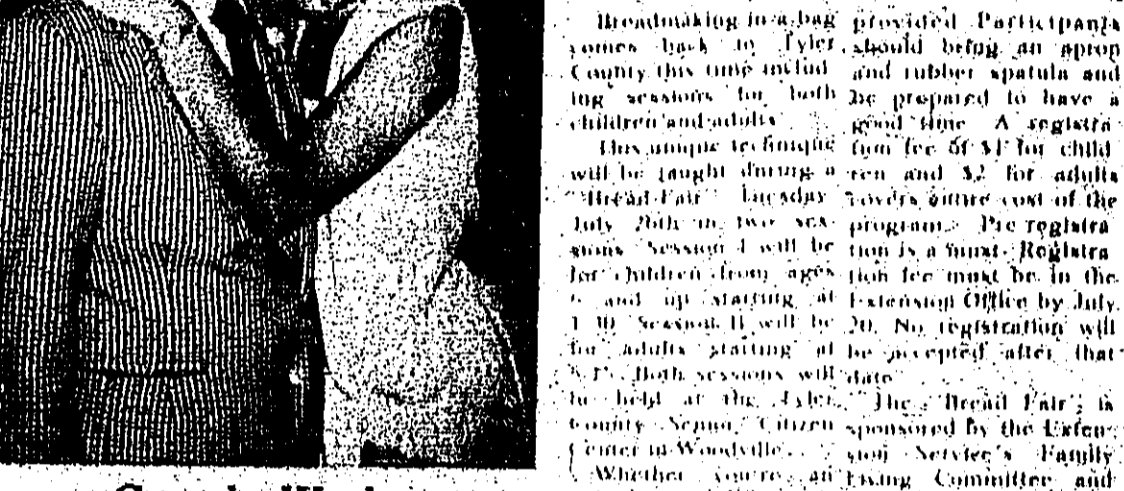 Breadmaking in a bag
comes back to Tyler
County this time includ
ing sessions for both
children and adults
This unique technique
will be taught during a
"Bread Fair" Tuesday
July 26th in two ses-
sions. Session I will be
for children from ages
and up starting at
1:30. Session II will be
for adults starting at
Both sessions will
be held at the Tyler
County Senior Citizen
Center in Woodville.
Whether you're an
provided. Participants
should bring an apron
and rubber spatula and
be prepared to have a
good time. A registra
tion fee of $1 for child
ren and $2 for adults
covers entire cost of the
program. Pre registra
tion is a must. Registra
tion fee must be in the
Extension Office by July
20. No registration will
be accepted after that
date.
The "Bread Fair" is
sponsored by the Exten-
sion Service's Family
Living Committee and